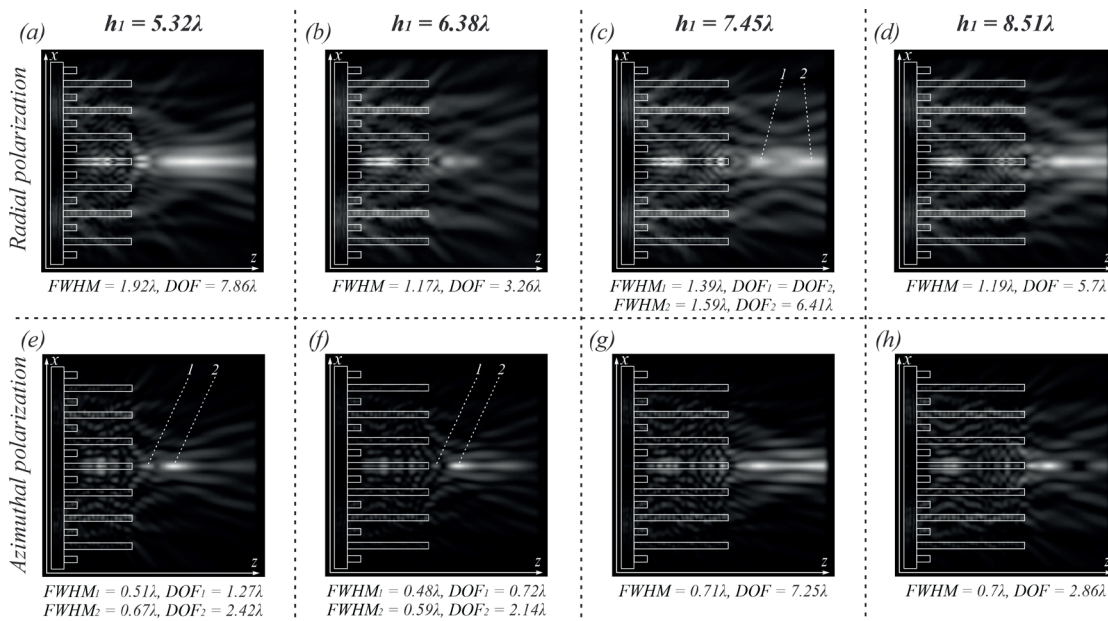 h₁ = 5.32λ
h₁ = 6.38λ
h₁ = 7.45λ
h₁ = 8.51λ
Radial polarization
(a)
x
z
FWHM = 1.92λ, DOF = 7.86λ
(b)
x
z
FWHM = 1.17λ, DOF = 3.26λ
(c)
x
1
2
z
FWHM₁ = 1.39λ, DOF₁ = DOF₂,
FWHM₂ = 1.59λ, DOF₂ = 6.41λ
(d)
x
z
FWHM = 1.19λ, DOF = 5.7λ
Azimuthal polarization
(e)
x
1
2
z
FWHM₁ = 0.51λ, DOF₁ = 1.27λ
FWHM₂ = 0.67λ, DOF₂ = 2.42λ
(f)
x
1
2
z
FWHM₁ = 0.48λ, DOF₁ = 0.72λ
FWHM₂ = 0.59λ, DOF₂ = 2.14λ
(g)
x
z
FWHM = 0.71λ, DOF = 7.25λ
(h)
x
z
FWHM = 0.7λ, DOF = 2.86λ